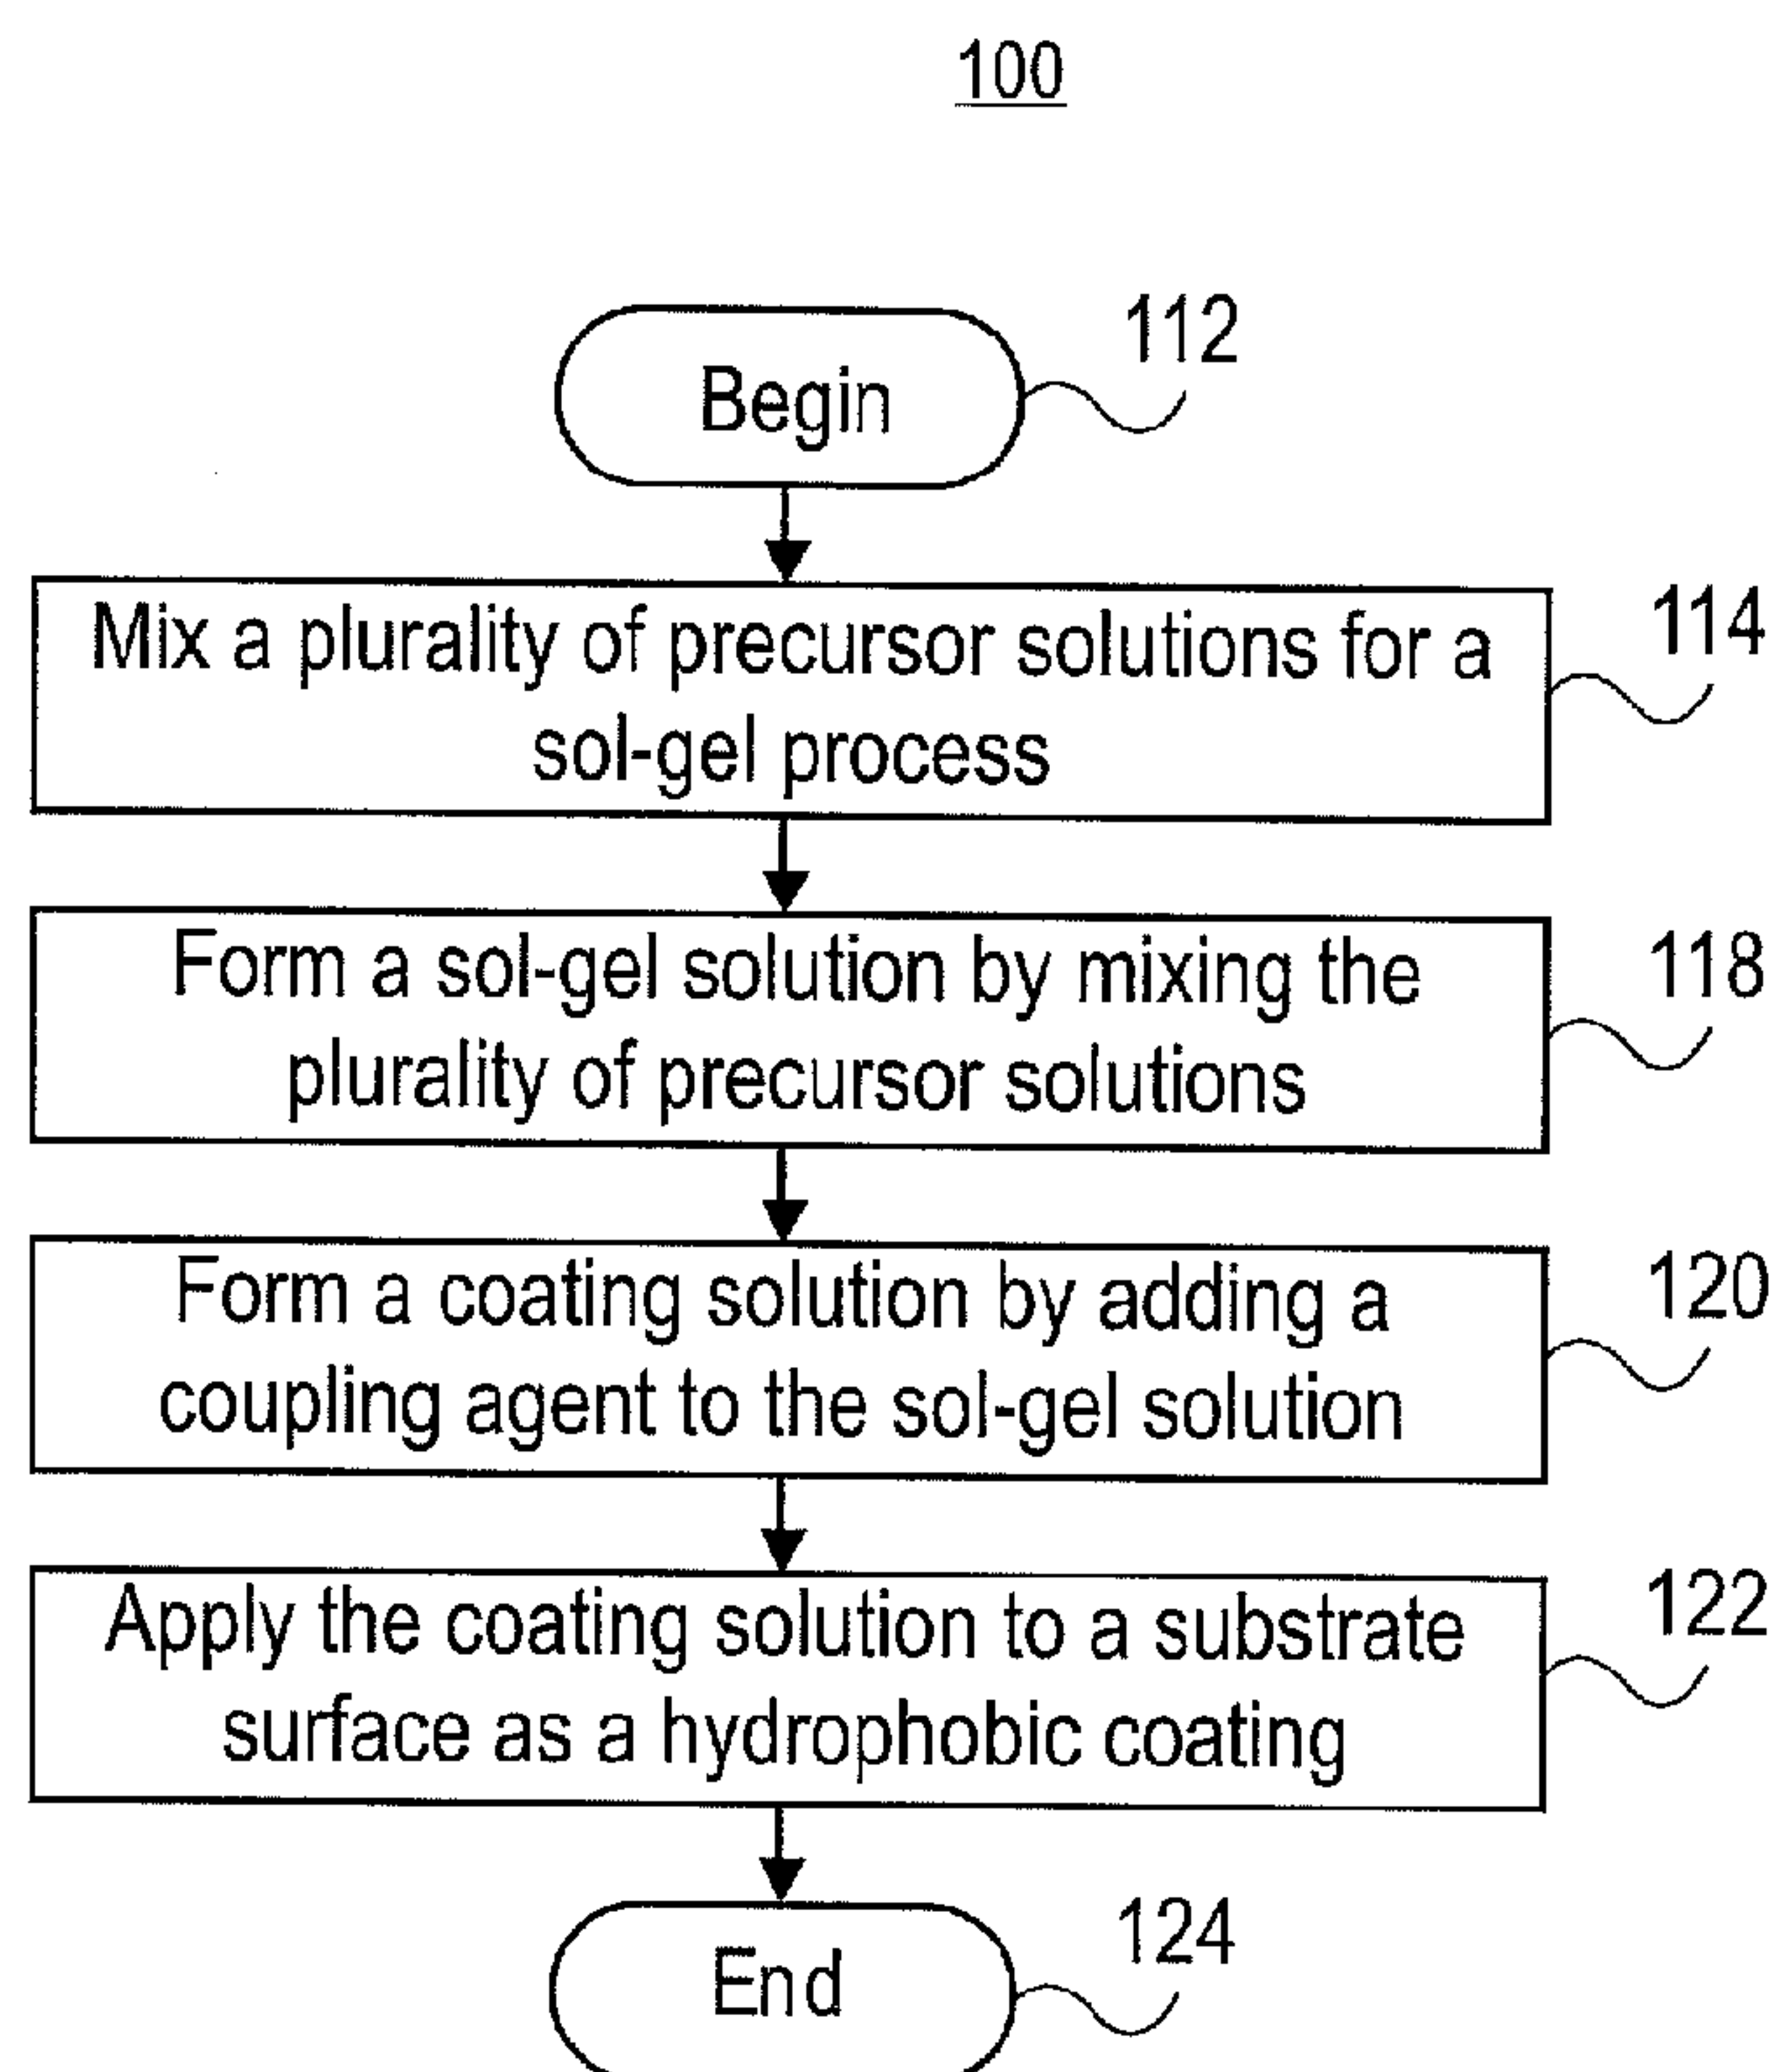 100
Begin
112
Mix a plurality of precursor solutions for a
sol-gel process
114
Form a sol-gel solution by mixing the
plurality of precursor solutions
118
Form a coating solution by adding a
coupling agent to the sol-gel solution
120
Apply the coating solution to a substrate
surface as a hydrophobic coating
122
End
124